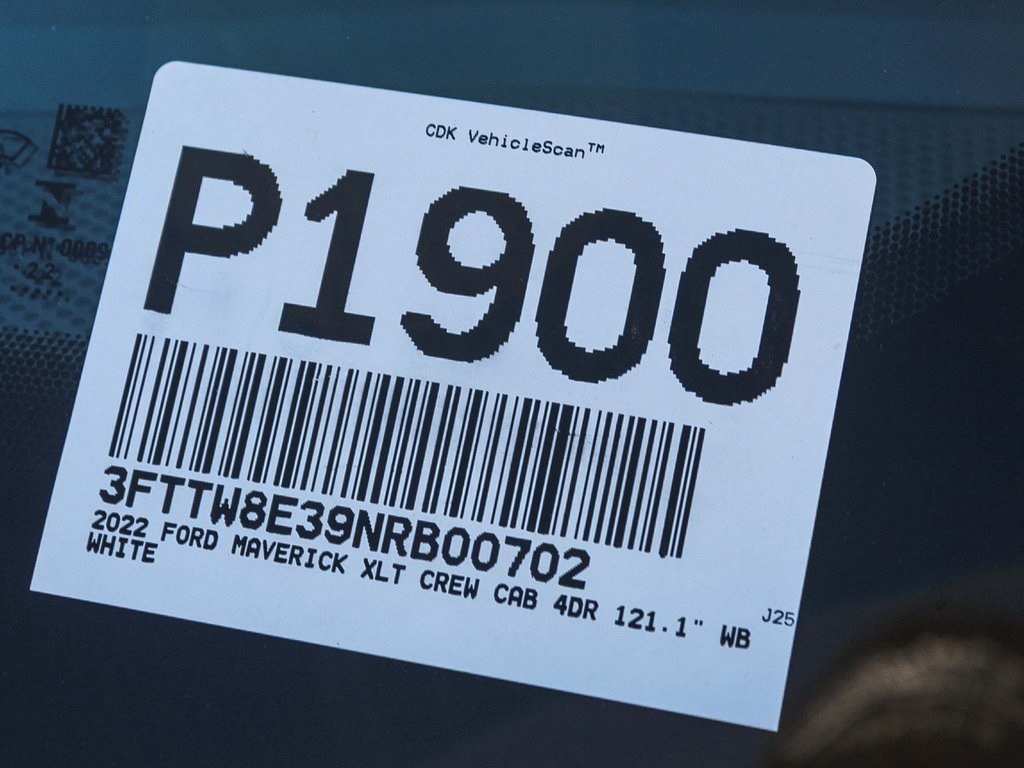 CDK VehicleScan™
P1900
3FTTW8E39NRB00702
2022 FORD MAVERICK XLT CREW CAB 4DR 121.1" WB
WHITE
J25